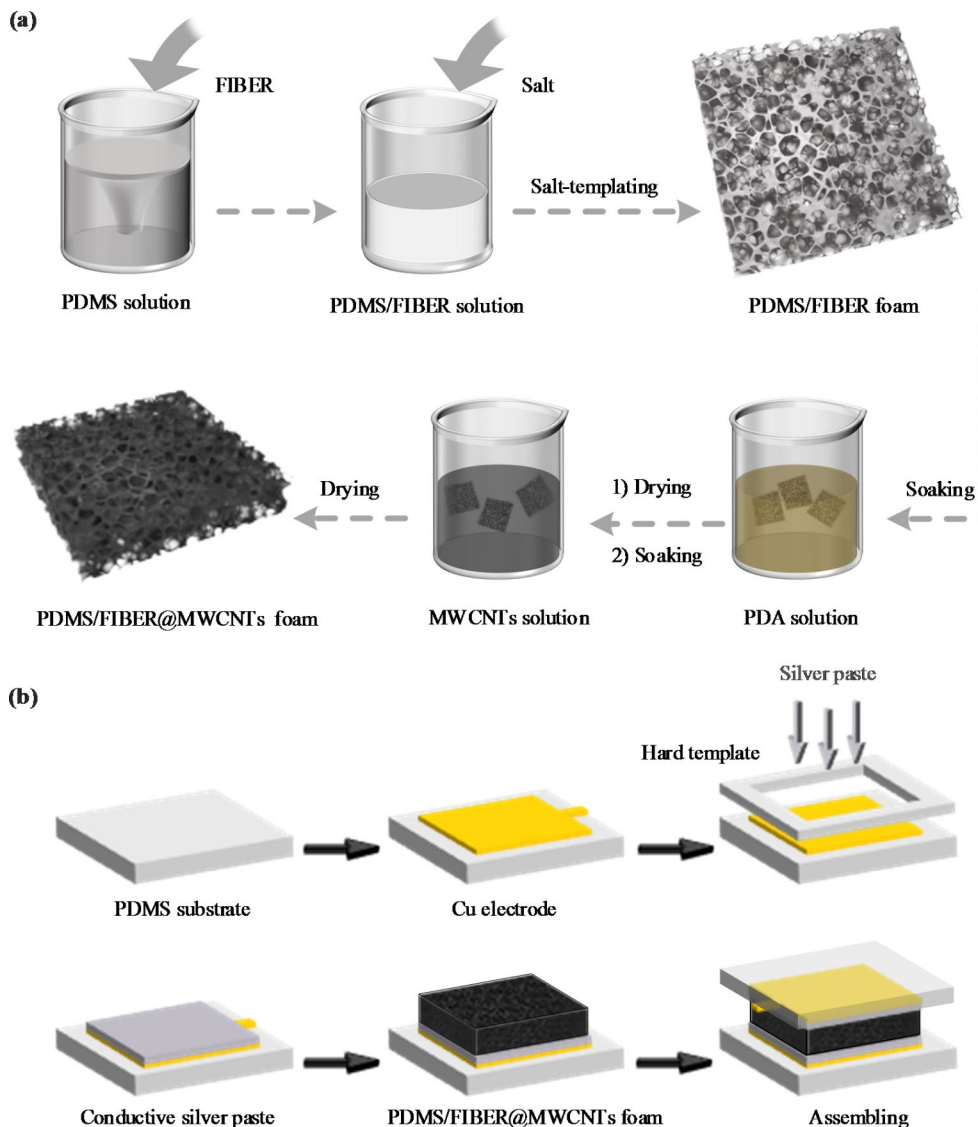 (a)
FIBER
Salt
Salt-templating
PDMS solution
PDMS/FIBER solution
PDMS/FIBER foam
Drying
1) Drying
2) Soaking
Soaking
PDMS/FIBER@MWCNTs foam
MWCNTs solution
PDA solution
(b)
Silver paste
Hard template
PDMS substrate
Cu electrode
Conductive silver paste
PDMS/FIBER@MWCNTs foam
Assembling